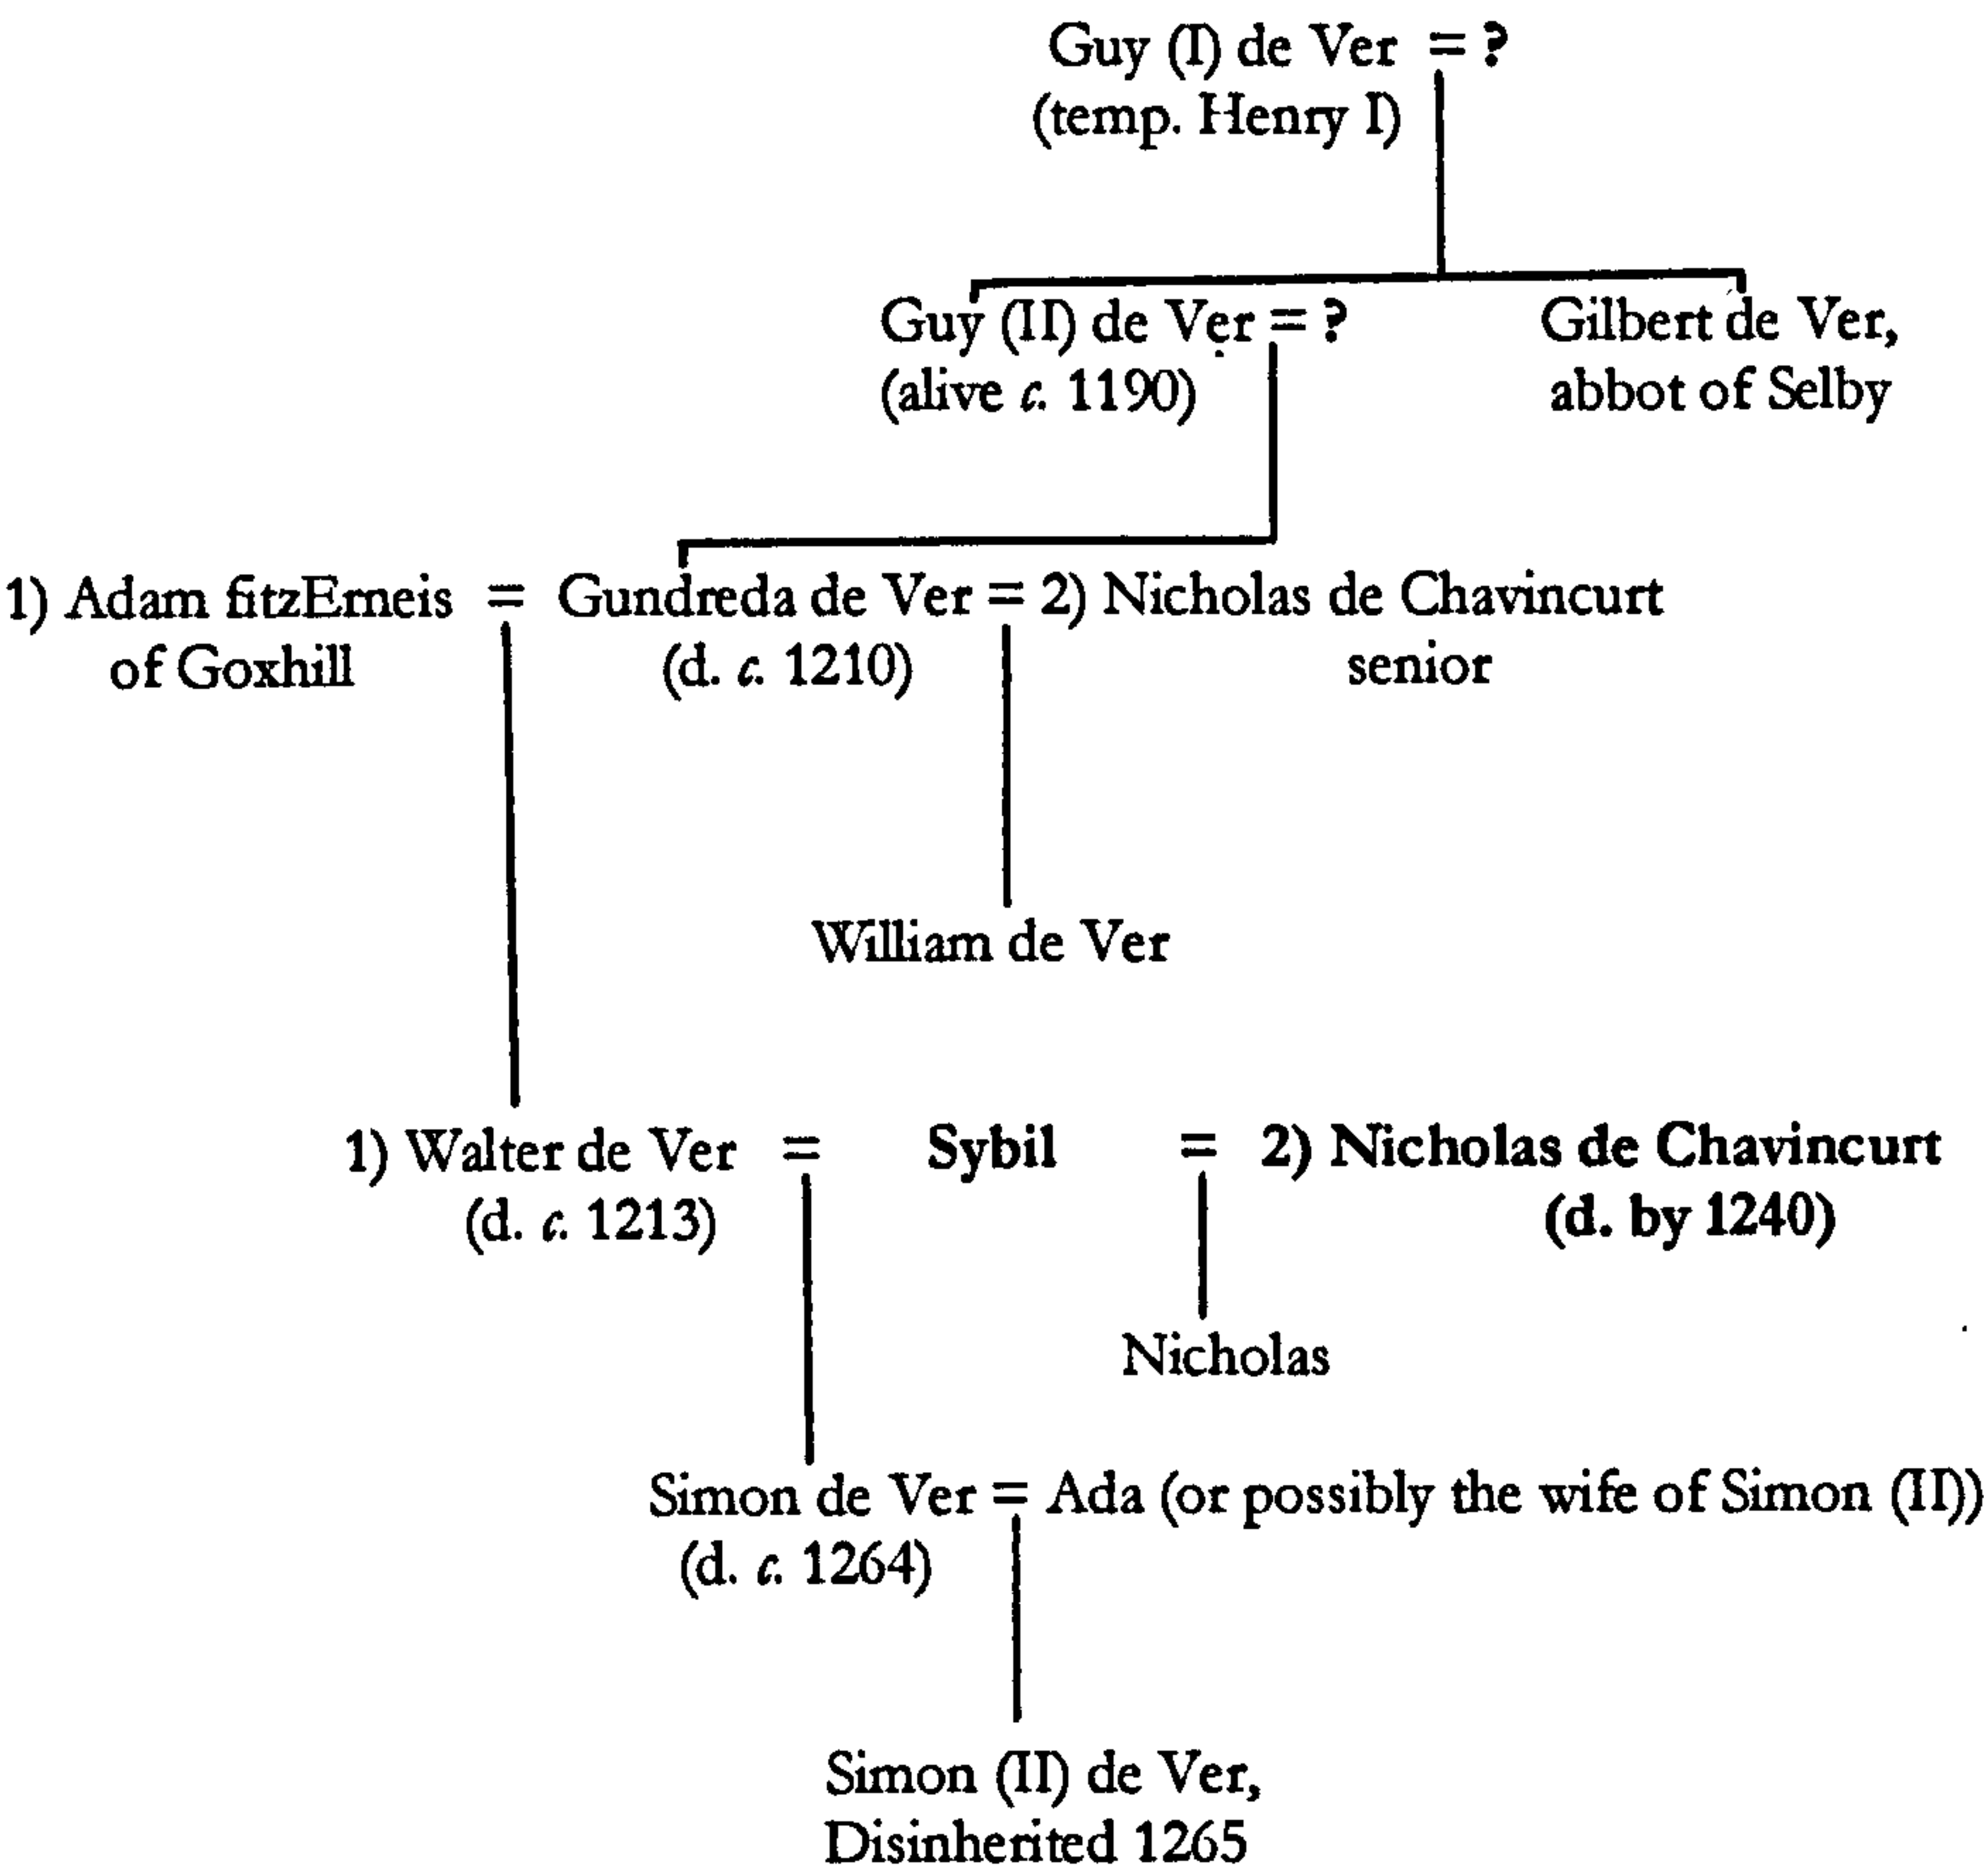 Guy (I) de Ver = ?
(temp. Henry I)
Guy (II) de Ver = ?
(alive c. 1190)
Gilbert de Ver,
abbot of Selby
1) Adam fitzErneis = Gundreda de Ver = 2) Nicholas de Chavincurt
of Goxhill
(d. c. 1210)
senior
William de Ver
1) Walter de Ver = Sybil = 2) Nicholas de Chavincurt
(d. c. 1213)
(d. by 1240)
Nicholas
Simon de Ver = Ada (or possibly the wife of Simon (II))
(d. c. 1264)
Simon (II) de Ver,
Disinherited 1265